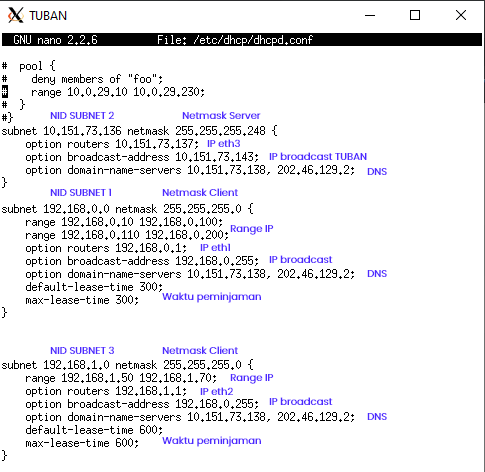 TUBAN
GNU nano 2.2.6 File: /etc/dhcp/dhcpd.conf
# pool {
# deny members of "foo";
# range 10.0.29.10 10.0.29.230;
# }
#} NID SUBNET 2 Netmask Server
subnet 10.151.73.136 netmask 255.255.255.248 {
option routers 10.151.73.137; IP eth3
option broadcast-address 10.151.73.143; IP broadcast TUBAN
option domain-name-servers 10.151.73.138, 202.46.129.2; DNS
}
NID SUBNET 1 Netmask Client
subnet 192.168.0.0 netmask 255.255.255.0 {
range 192.168.0.10 192.168.0.100;
range 192.168.0.110 192.168.0.200; Range IP
option routers 192.168.0.1; IP eth1
option broadcast-address 192.168.0.255; IP broadcast
option domain-name-servers 10.151.73.138, 202.46.129.2; DNS
default-lease-time 300;
max-lease-time 300; Waktu peminjaman
}
NID SUBNET 3 Netmask Client
subnet 192.168.1.0 netmask 255.255.255.0 {
range 192.168.1.50 192.168.1.70; Range IP
option routers 192.168.1.1; IP eth2
option broadcast-address 192.168.0.255; IP broadcast
option domain-name-servers 10.151.73.138, 202.46.129.2; DNS
default-lease-time 600;
max-lease-time 600; Waktu peminjaman
}